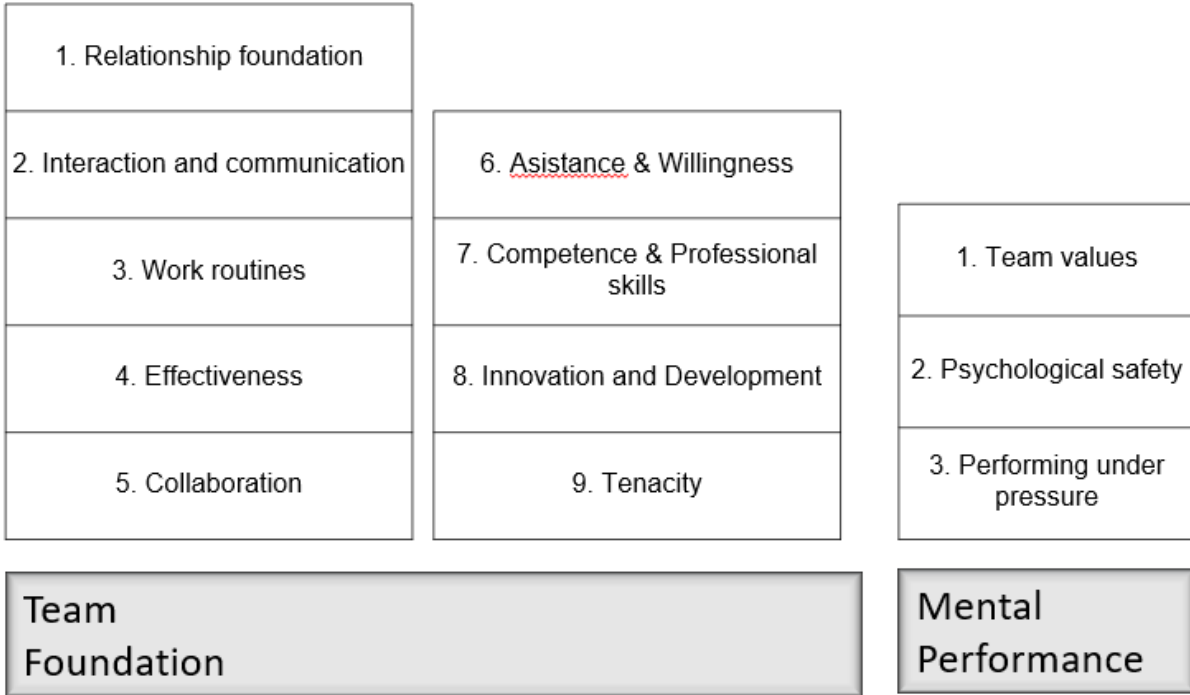 1. Relationship foundation
2. Interaction and communication
3. Work routines
4. Effectiveness
5. Collaboration
6. Asistance & Willingness
7. Competence & Professional
skills
8. Innovation and Development
9. Tenacity
1. Team values
2. Psychological safety
3. Performing under
pressure
Team
Foundation
Mental
Performance